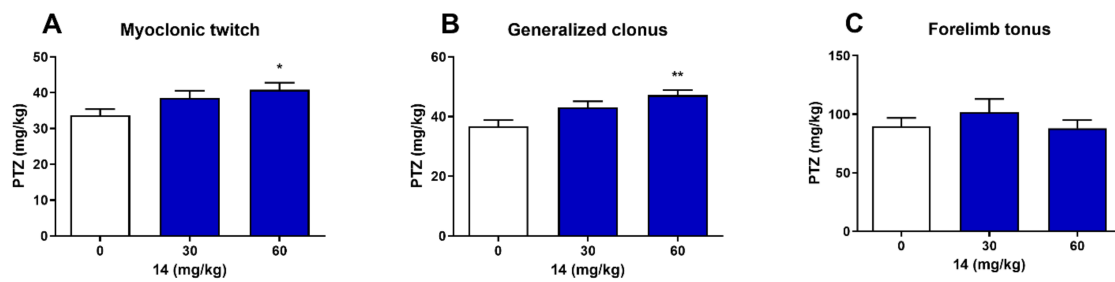 A
Myoclonic twitch
PTZ (mg/kg)
50
40
30
20
10
0
*
0 30 60
14 (mg/kg)
B
Generalized clonus
PTZ (mg/kg)
60
40
20
0
**
0 30 60
14 (mg/kg)
C
Forelimb tonus
PTZ (mg/kg)
150
100
50
0
0 30 60
14 (mg/kg)